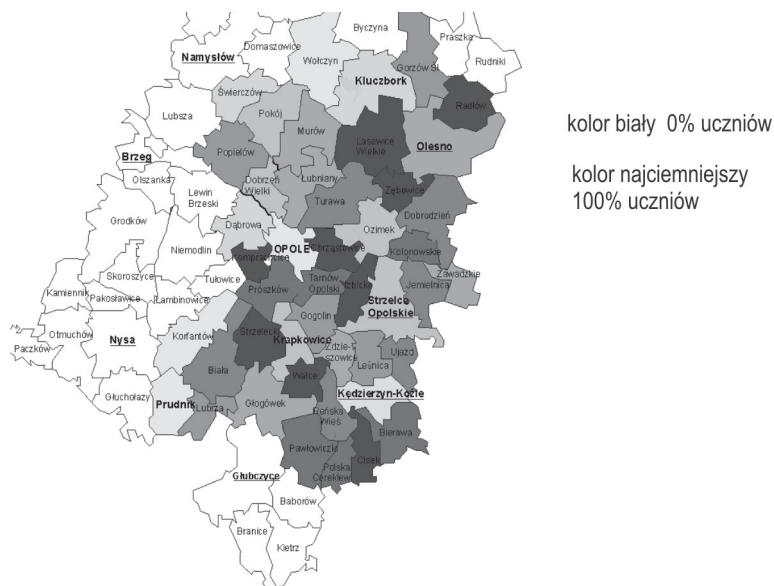 Byczyna
Praszka
Domaszowice
Rudniki
Namysłów
Wołczyn
Gorzów Śl.
Kluczbork
Świerczów
Radłów
Lubsza
Pokój
Murów
Lasowice
Wielkie
Olesno
Popielów
Brzeg
Olszanka
Dobrzeń
Wielki
Łubniany
Zębowice
Lewin
Brzeski
Turawa
Dobrodzień
Grodków
Dąbrowa
Ozimek
Niemodlin
OPOLE
Chrząstowice
Kolonowskie
Komprachcice
Skoroszyce
Tułowice
Tarnów
Opolski
Izbicko
Zawadzkie
Jemielnica
Kamiennik
Pakosławice
Łambinowice
Prószków
Strzelce
Opolskie
Gogolin
Otmuchów
Nysa
Korfantów
Strzelecz
Krapkowice
Zdzie-
szowice
Ujazd
Paczków
Leśnica
Biała
Walce
Głuchołazy
Prudnik
Lubrza
Głogówek
Kędzierzyn-Koźle
Reńska
Wieś
Bierawa
Pawłowiczki
Cisek
Polska
Cerekiew
Głubczyce
Baborów
Branice
Kietrz
kolor biały 0% uczniów
kolor najciemniejszy
100% uczniów